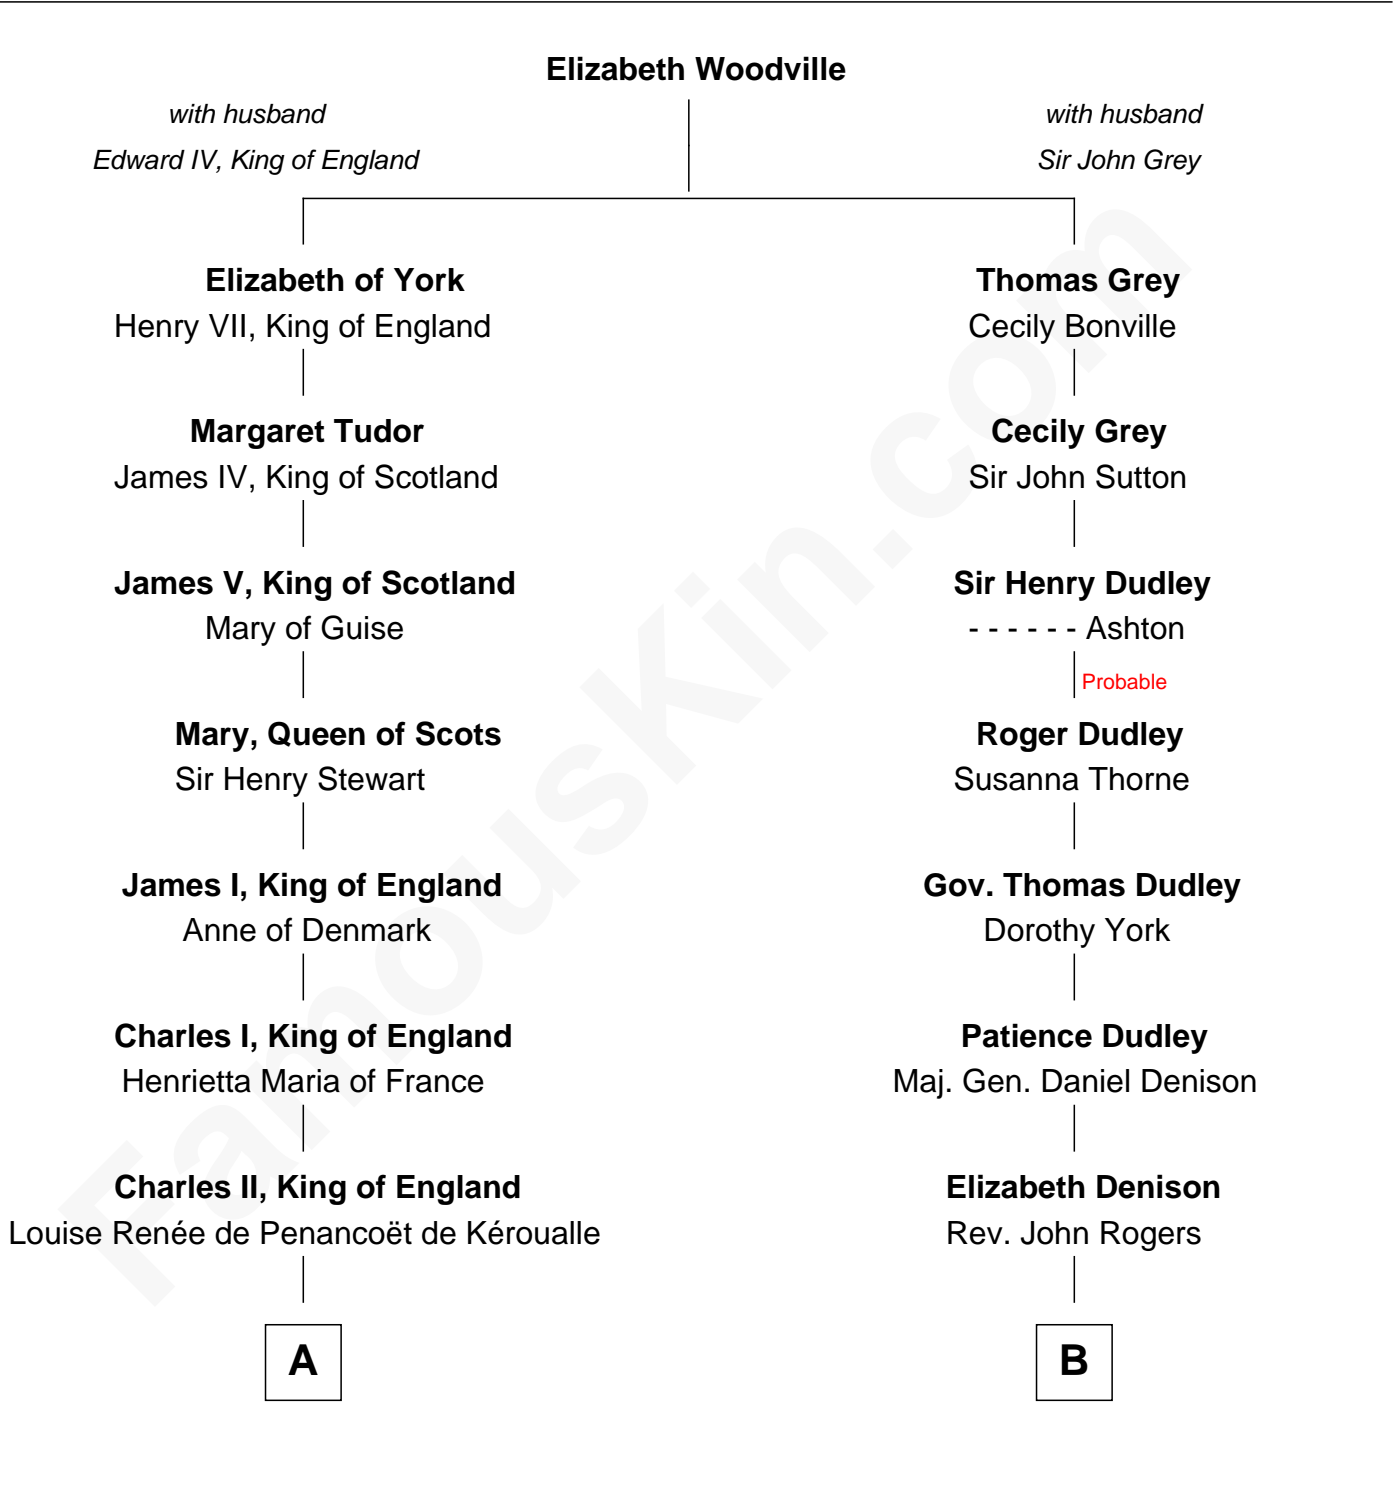 Elizabeth Woodville
with husband
Edward IV, King of England
with husband
Sir John Grey
Elizabeth of York
Henry VII, King of England
Thomas Grey
Cecily Bonville
Margaret Tudor
James IV, King of Scotland
Cecily Grey
Sir John Sutton
James V, King of Scotland
Mary of Guise
Sir Henry Dudley
- - - - - - Ashton
Probable
Mary, Queen of Scots
Sir Henry Stewart
Roger Dudley
Susanna Thorne
James I, King of England
Anne of Denmark
Gov. Thomas Dudley
Dorothy York
Charles I, King of England
Henrietta Maria of France
Patience Dudley
Maj. Gen. Daniel Denison
Charles II, King of England
Louise Renée de Penancoët de Kéroualle
Elizabeth Denison
Rev. John Rogers
A
B
FamousKin.com